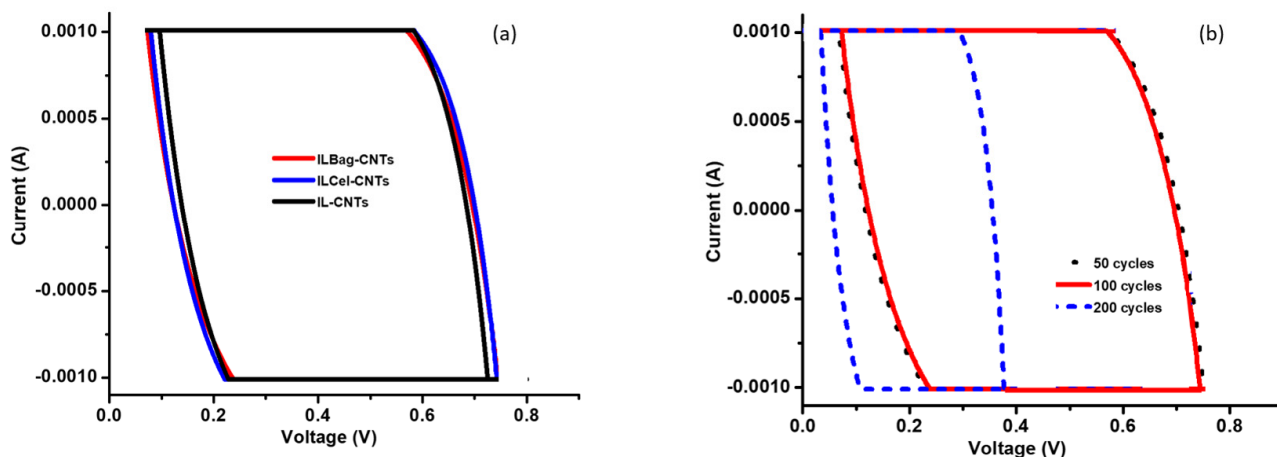 (a)
0.0010
0.0005
0.0000
-0.0005
-0.0010
Current (A)
ILBag-CNTs
ILCel-CNTs
IL-CNTs
0.0
0.2
0.4
0.6
0.8
Voltage (V)
(b)
0.0010
0.0005
0.0000
-0.0005
-0.0010
Current (A)
50 cycles
100 cycles
200 cycles
0.0
0.2
0.4
0.6
0.8
Voltage (V)